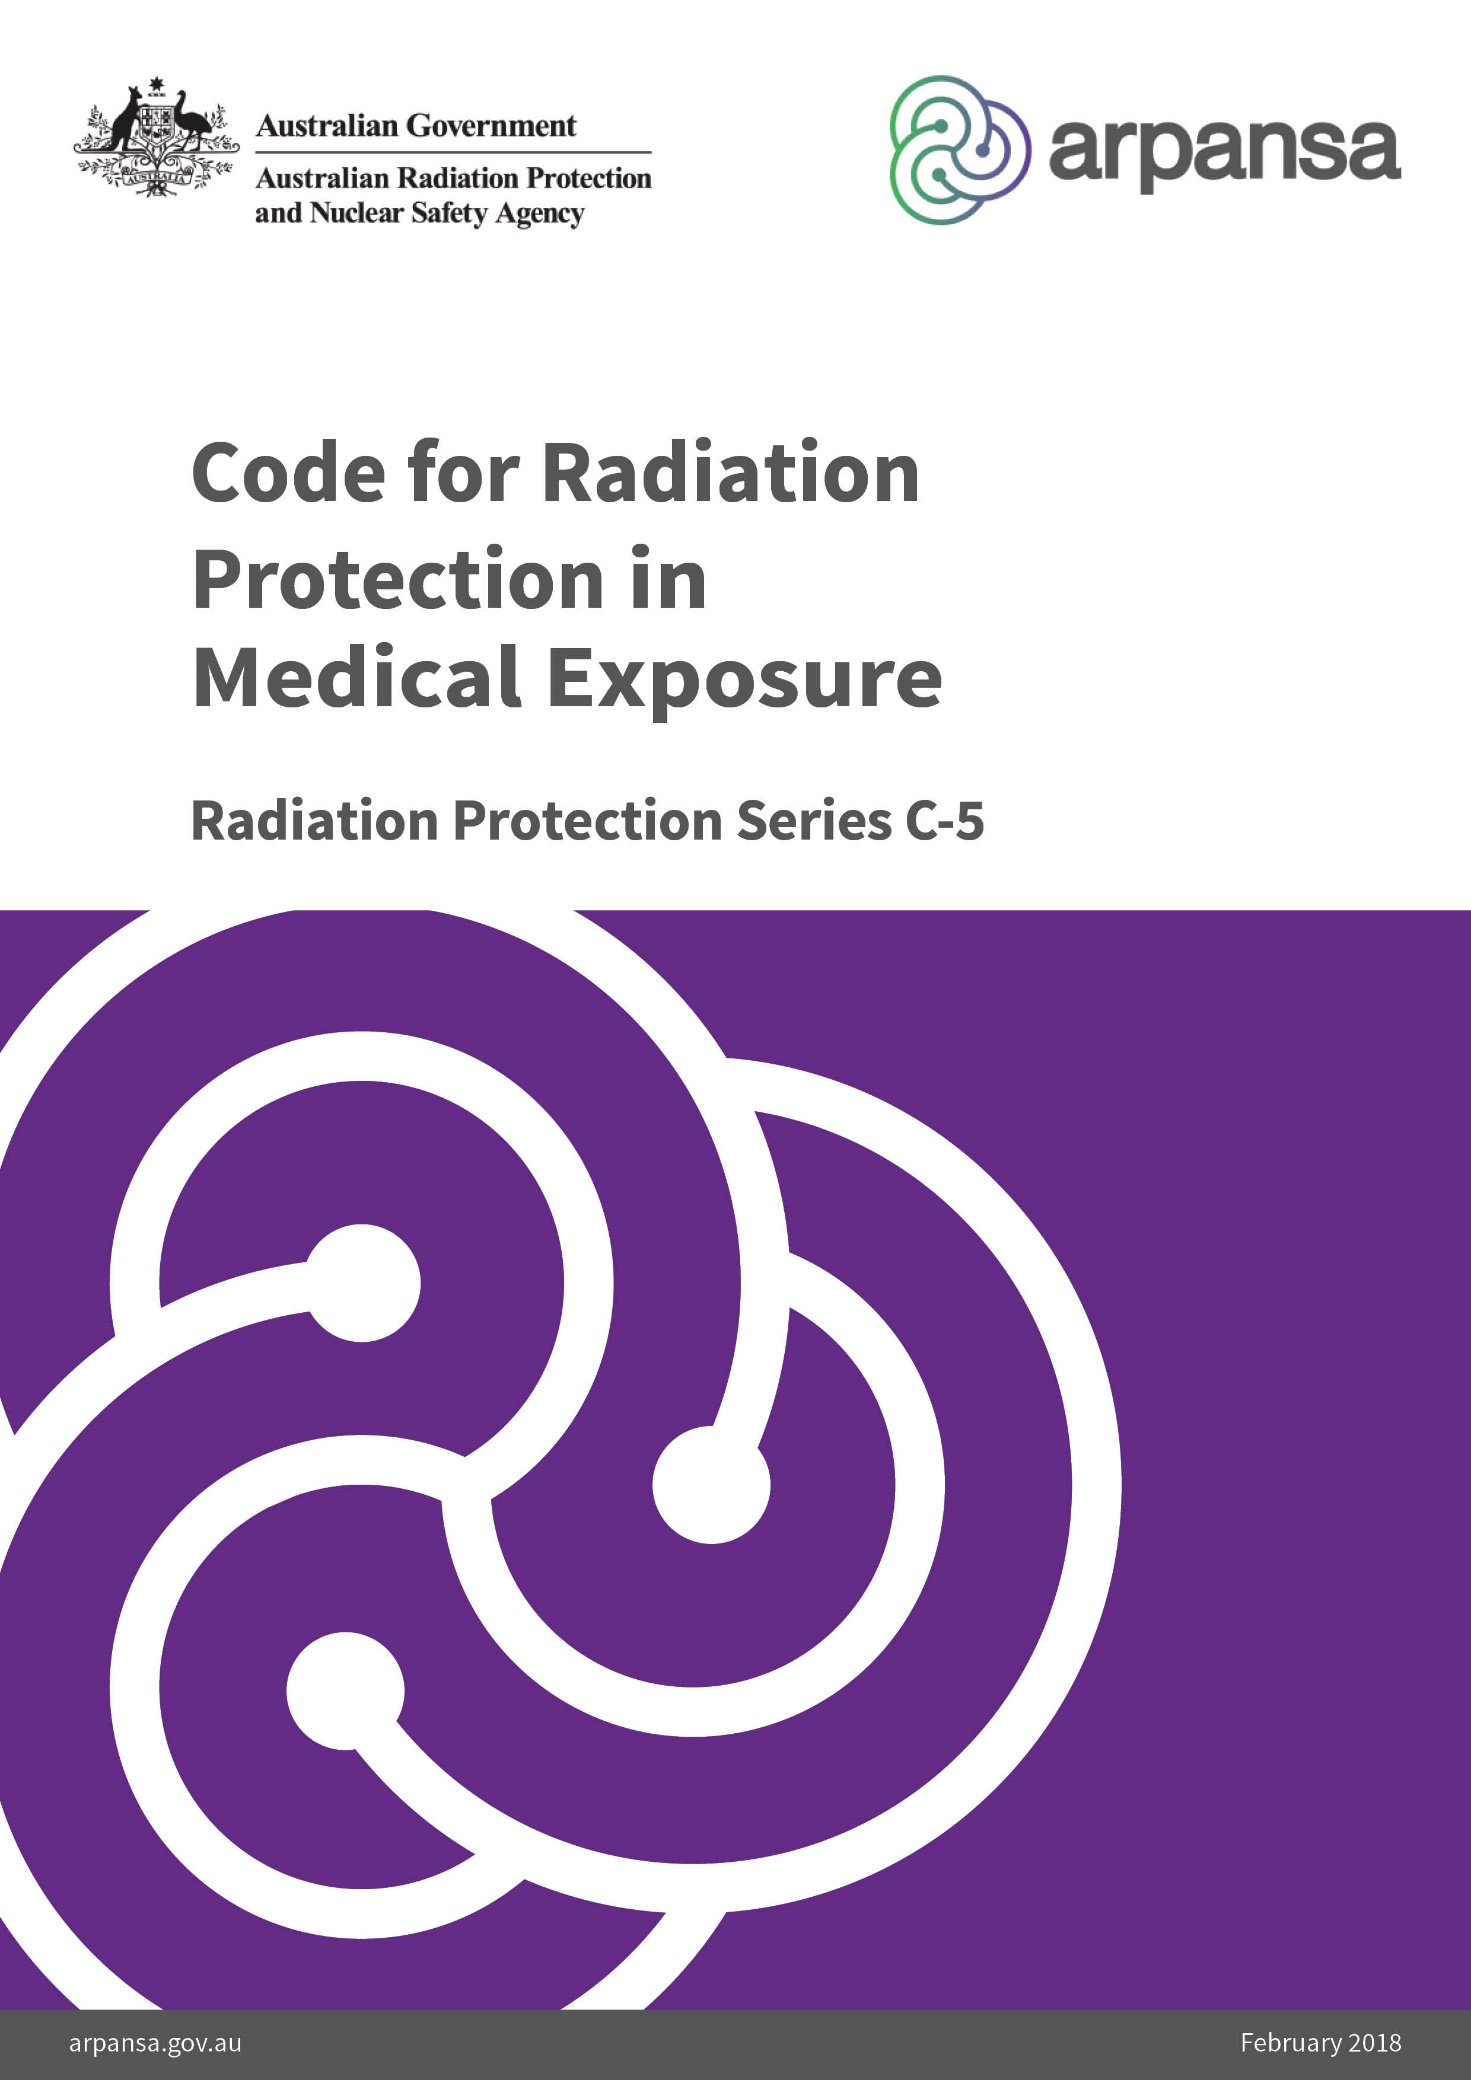 Australian Government
Australian Radiation Protection
and Nuclear Safety Agency
AUSTRALIA
arpansa
Code for Radiation
Protection in
Medical Exposure
Radiation Protection Series C-5
arpansa.gov.au
February 2018